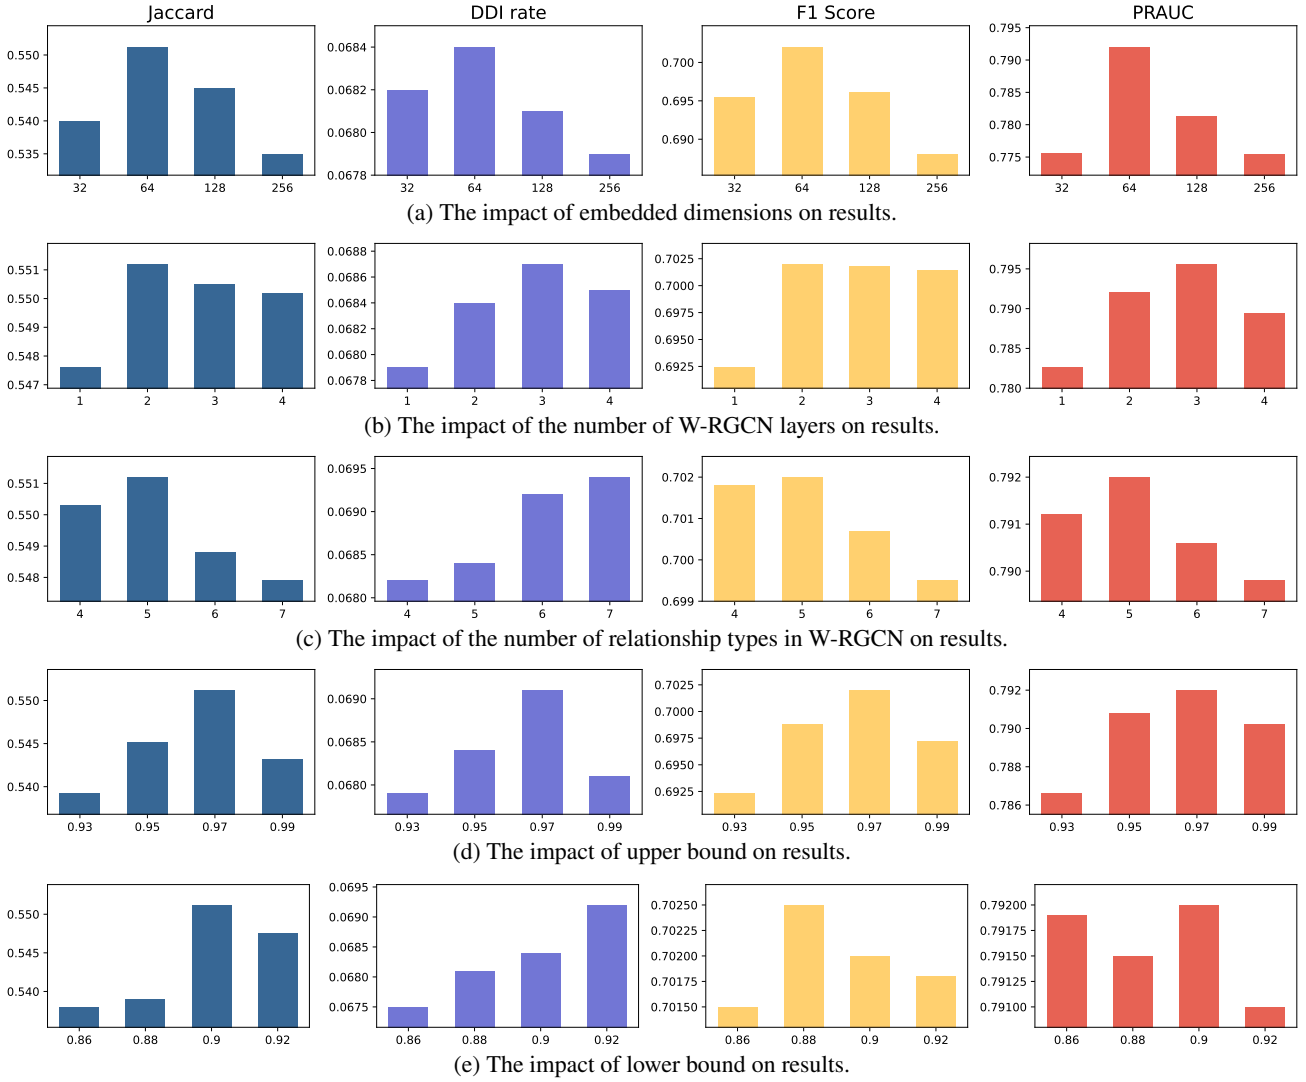 Jaccard DDI rate F1 Score PRAUC
0.550 0.545 0.540 0.535
32 64 128 256
0.0684 0.0682 0.0680 0.0678
32 64 128 256
0.700 0.695 0.690
32 64 128 256
0.795 0.790 0.785 0.780 0.775
32 64 128 256
(a) The impact of embedded dimensions on results.
0.551 0.550 0.549 0.548 0.547
1 2 3 4
0.0688 0.0686 0.0684 0.0682 0.0680 0.0678
1 2 3 4
0.7025 0.7000 0.6975 0.6950 0.6925
1 2 3 4
0.795 0.790 0.785 0.780
1 2 3 4
(b) The impact of the number of W-RGCN layers on results.
0.551 0.550 0.549 0.548
4 5 6 7
0.0695 0.0690 0.0685 0.0680
4 5 6 7
0.702 0.701 0.700 0.699
4 5 6 7
0.792 0.791 0.790
4 5 6 7
(c) The impact of the number of relationship types in W-RGCN on results.
0.550 0.545 0.540
0.93 0.95 0.97 0.99
0.0690 0.0685 0.0680
0.93 0.95 0.97 0.99
0.7025 0.7000 0.6975 0.6950 0.6925
0.93 0.95 0.97 0.99
0.792 0.790 0.788 0.786
0.93 0.95 0.97 0.99
(d) The impact of upper bound on results.
0.550 0.545 0.540
0.86 0.88 0.9 0.92
0.0695 0.0690 0.0685 0.0680 0.0675
0.86 0.88 0.9 0.92
0.70250 0.70225 0.70200 0.70175 0.70150
0.86 0.88 0.9 0.92
0.79200 0.79175 0.79150 0.79125 0.79100
0.86 0.88 0.9 0.92
(e) The impact of lower bound on results.